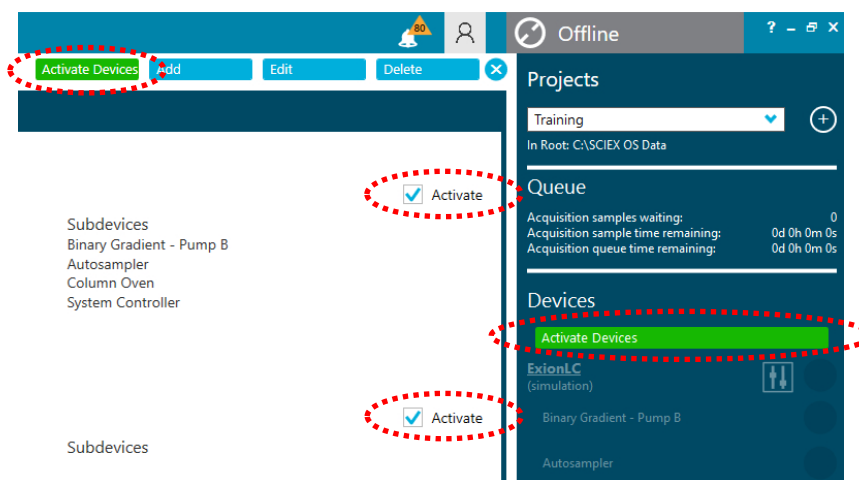 80
Offline
? – x
Activate Devices Add Edit Delete
Projects
Training
In Root: C:\SCIEX OS Data
Activate
Queue
Acquisition samples waiting: 0
Acquisition sample time remaining: 0d 0h 0m 0s
Acquisition queue time remaining: 0d 0h 0m 0s
Subdevices
Binary Gradient - Pump B
Autosampler
Column Oven
System Controller
Devices
Activate Devices
ExionLC
(simulation)
Activate
Binary Gradient - Pump B
Subdevices
Autosampler